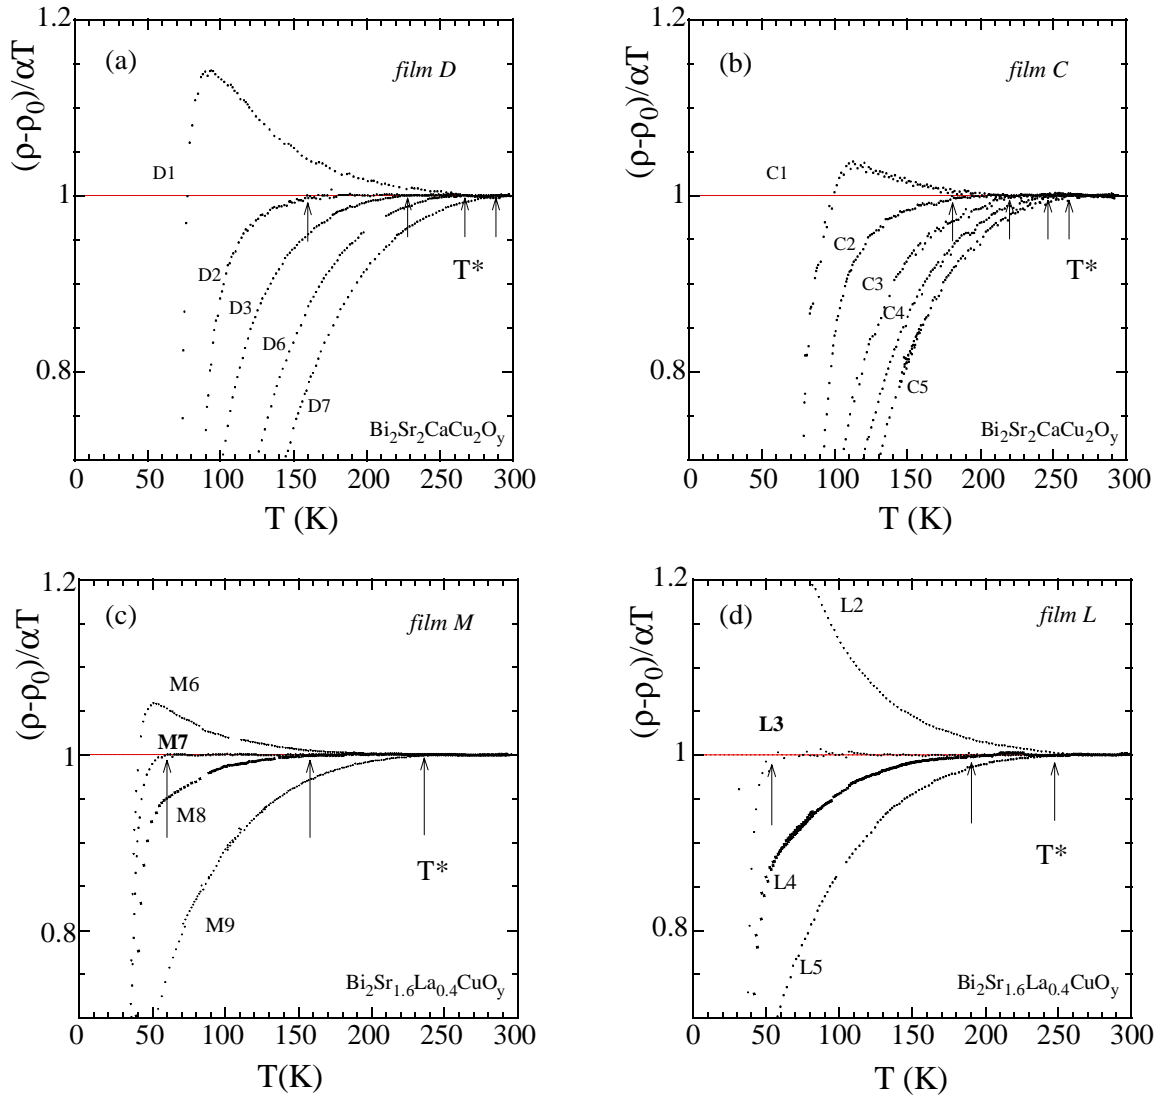 (a)
film D
(ρ-ρ₀)/αT
1.2
1
0.8
D1
D2
D3
D6
D7
T*
Bi₂Sr₂CaCu₂Oᵧ
0 50 100 150 200 250 300
T (K)
(b)
film C
(ρ-ρ₀)/αT
1.2
1
0.8
C1
C2
C3
C4
C5
T*
Bi₂Sr₂CaCu₂Oᵧ
0 50 100 150 200 250 300
T (K)
(c)
film M
(ρ-ρ₀)/αT
1.2
1
0.8
M6
M7
M8
M9
T*
Bi₂Sr₁.₆La₀.₄CuOᵧ
0 50 100 150 200 250 300
T(K)
(d)
film L
(ρ-ρ₀)/αT
1.2
1
0.8
L2
L3
L4
L5
T*
Bi₂Sr₁.₆La₀.₄CuOᵧ
0 50 100 150 200 250 300
T (K)